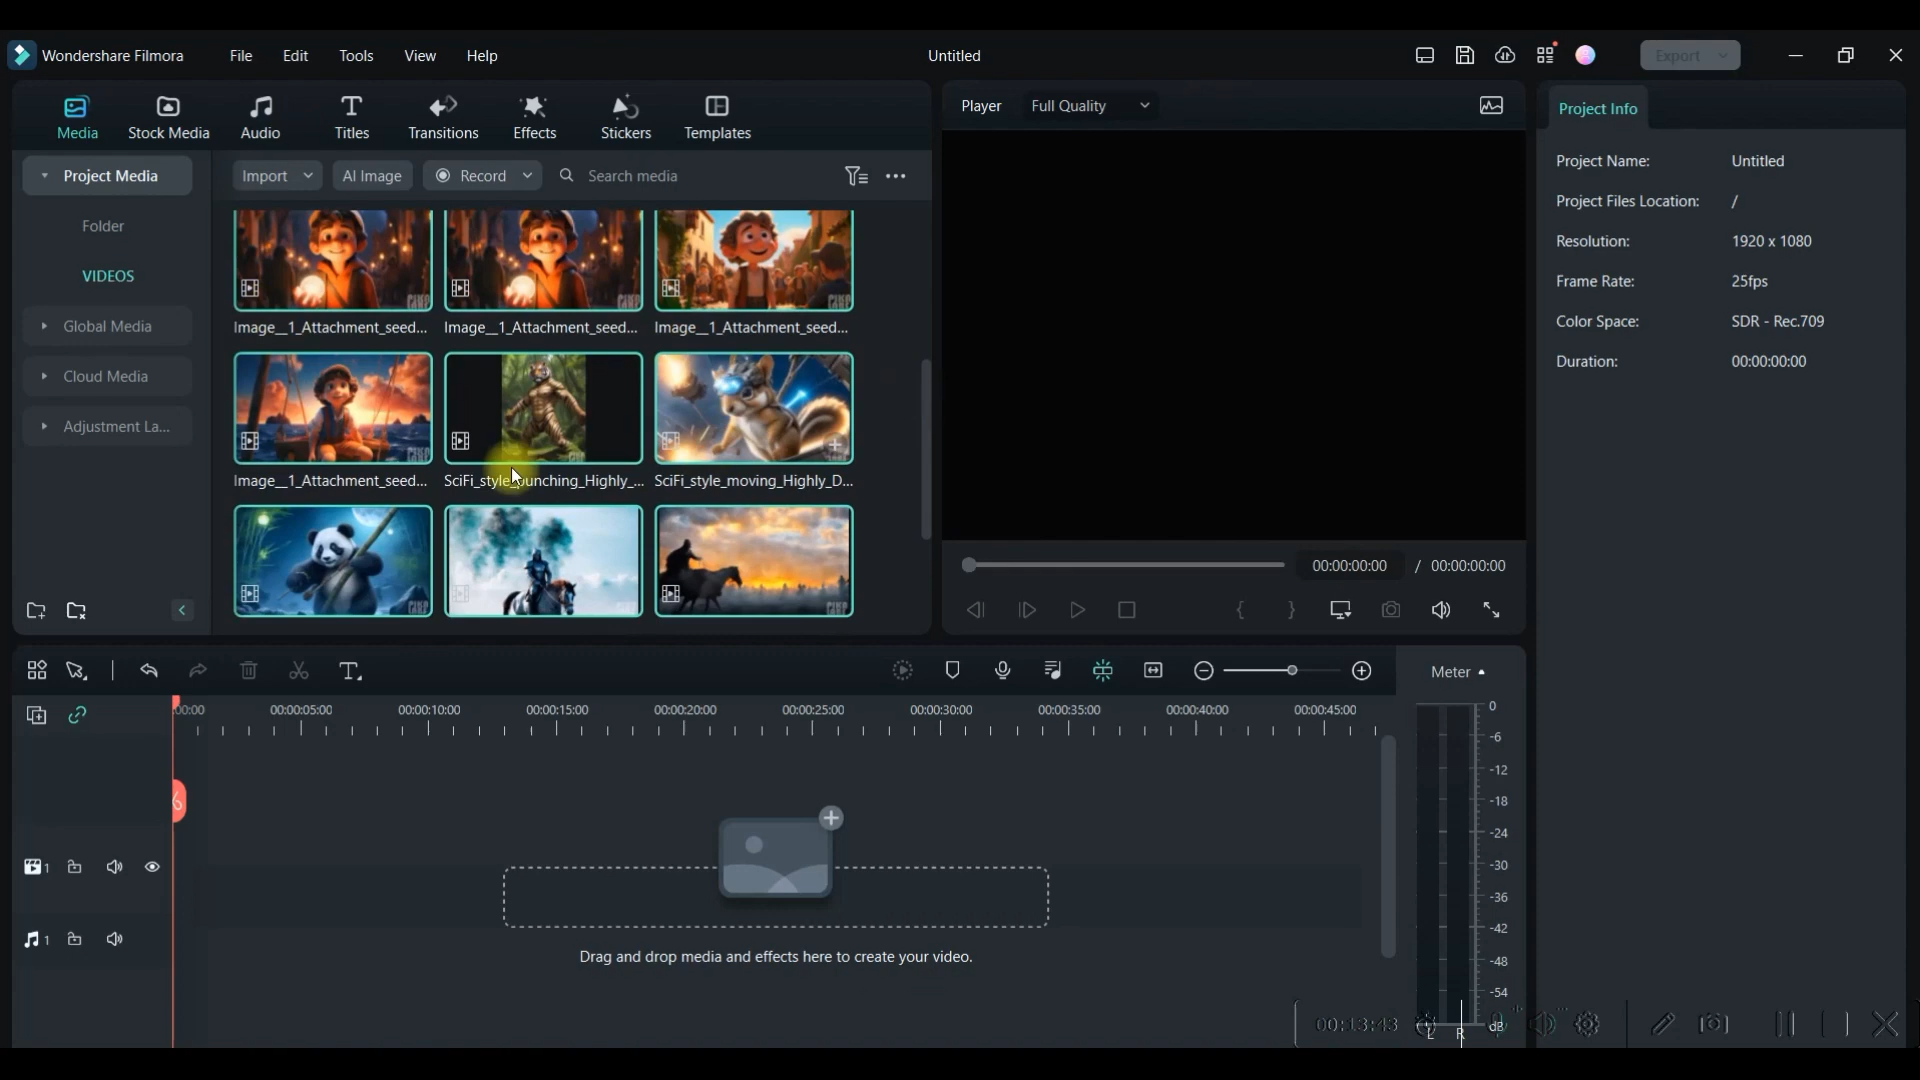 Wondershare Filmora File Edit Tools View Help Untitled Export
Media Stock Media Audio Titles Transitions Effects Stickers Templates
Player Full Quality
Project Info
Project Media
Import AI Image Record Search media
Folder
VIDEOS
Global Media
Cloud Media
Adjustment La...
Image__1_Attachment_seed... Image__1_Attachment_seed... Image__1_Attachment_seed...
Image__1_Attachment_seed... SciFi_style_punching_Highly_... SciFi_style_moving_Highly_D...
Project Name: Untitled
Project Files Location: /
Resolution: 1920 x 1080
Frame Rate: 25fps
Color Space: SDR - Rec.709
Duration: 00:00:00:00
00:00:00:00 / 00:00:00:00
Meter
:00:00 00:00:05:00 00:00:10:00 00:00:15:00 00:00:20:00 00:00:25:00 00:00:30:00 00:00:35:00 00:00:40:00 00:00:45:00
0
-6
-12
-18
-24
-30
-36
-42
-48
-54
dB
L R
1
1
Drag and drop media and effects here to create your video.
00:13:43